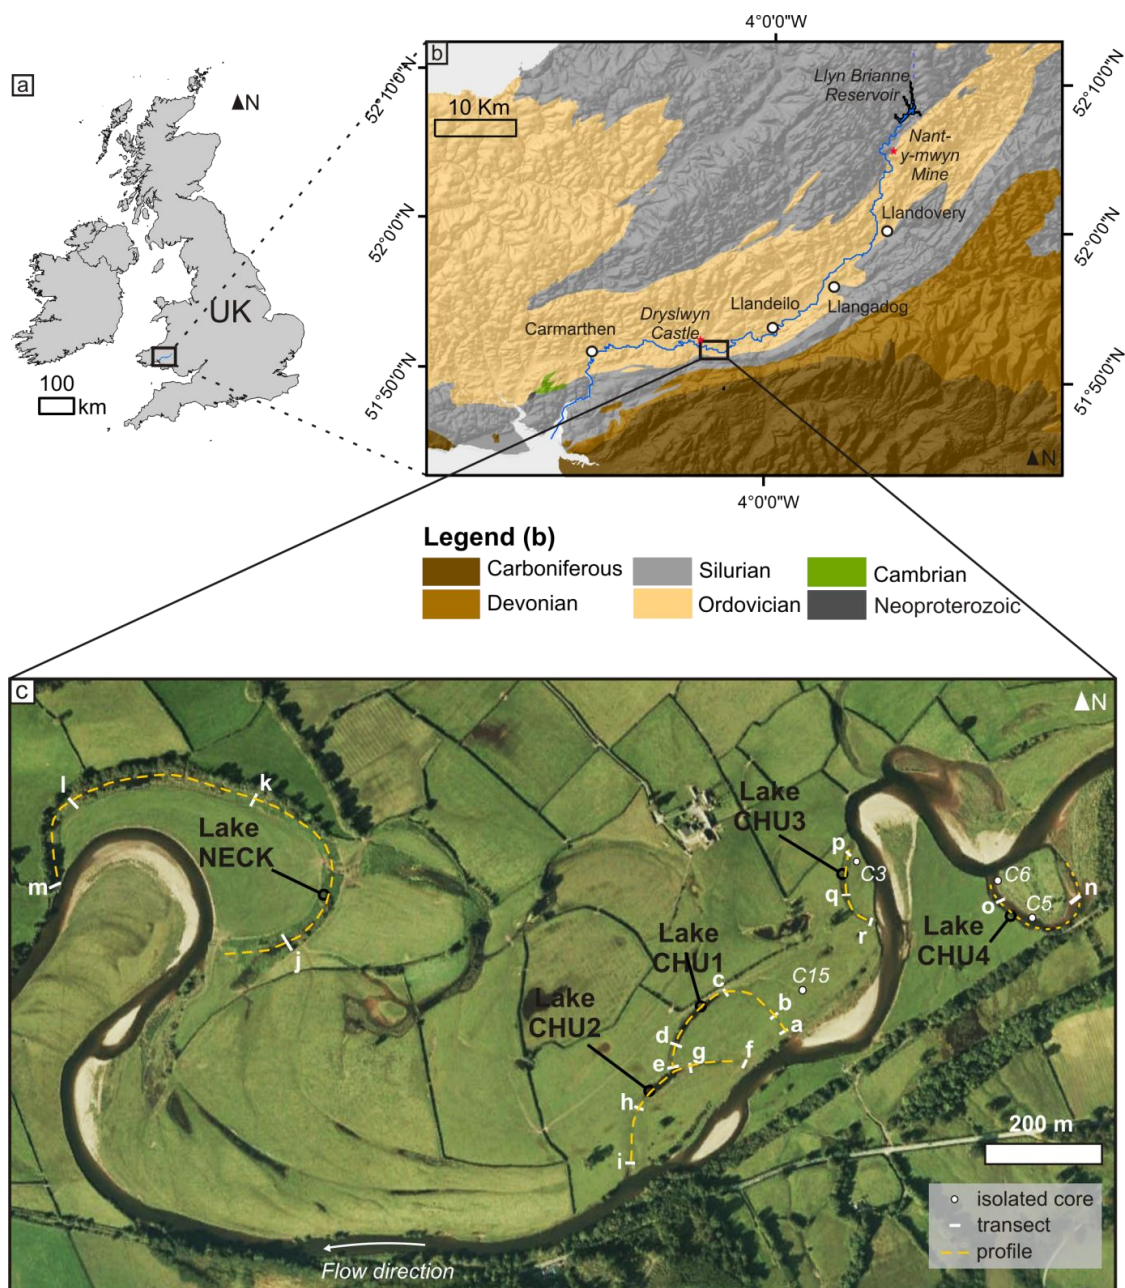 a
N
UK
100
km
b
4°0'0"W
52°10'0"N
52°0'0"N
51°50'0"N
10 Km
Llyn Brianne
Reservoir
Nant-
y-mwyn
Mine
Llandovery
Llangadog
Llandeilo
Dryslwyn
Castle
Carmarthen
52°10'0"N
52°0'0"N
51°50'0"N
N
4°0'0"W
Legend (b)
Carboniferous
Silurian
Cambrian
Devonian
Ordovician
Neoproterozoic
c
N
l
k
Lake
NECK
m
j
Lake
CHU3
p
C3
q
r
C6
n
o
C5
Lake
CHU4
Lake
CHU1
C15
c
b
a
Lake
CHU2
d
e
g
f
h
i
200 m
isolated core
transect
profile
Flow direction